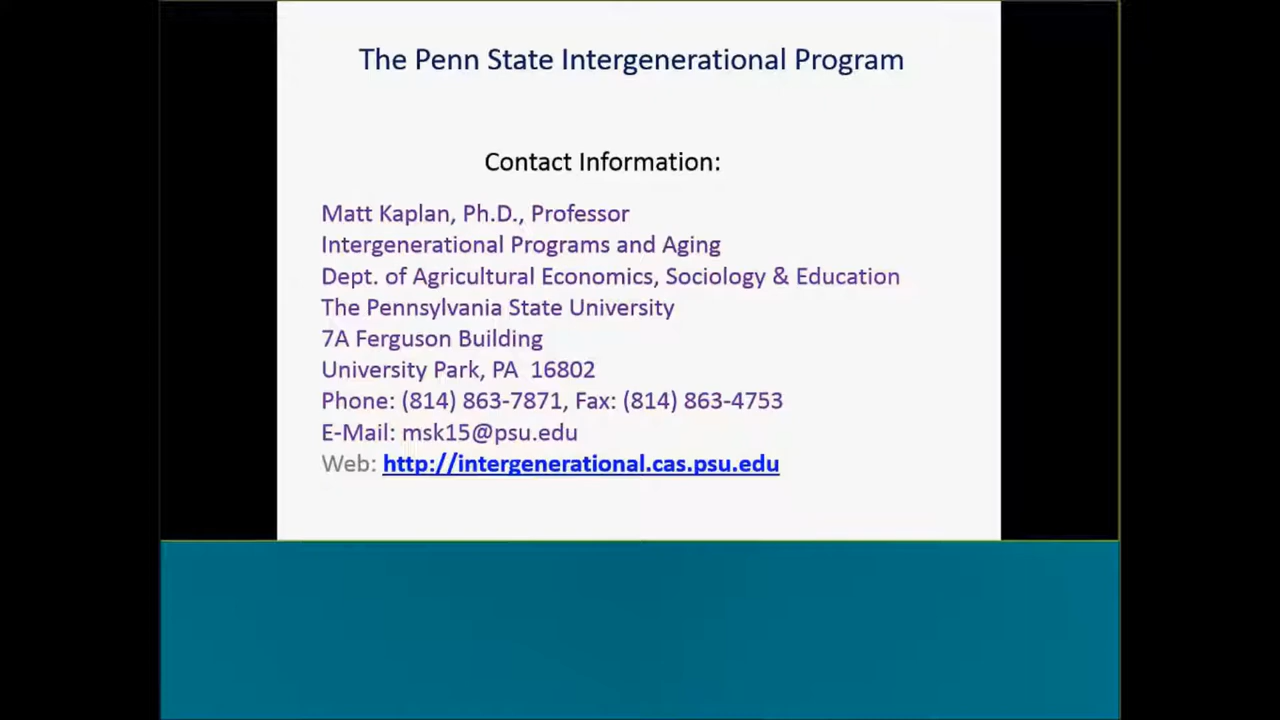 The Penn State Intergenerational Program
Contact Information:
Matt Kaplan, Ph.D., Professor
Intergenerational Programs and Aging
Dept. of Agricultural Economics, Sociology & Education
The Pennsylvania State University
7A Ferguson Building
University Park, PA  16802
Phone: (814) 863-7871, Fax: (814) 863-4753
E-Mail: msk15@psu.edu
Web: http://intergenerational.cas.psu.edu